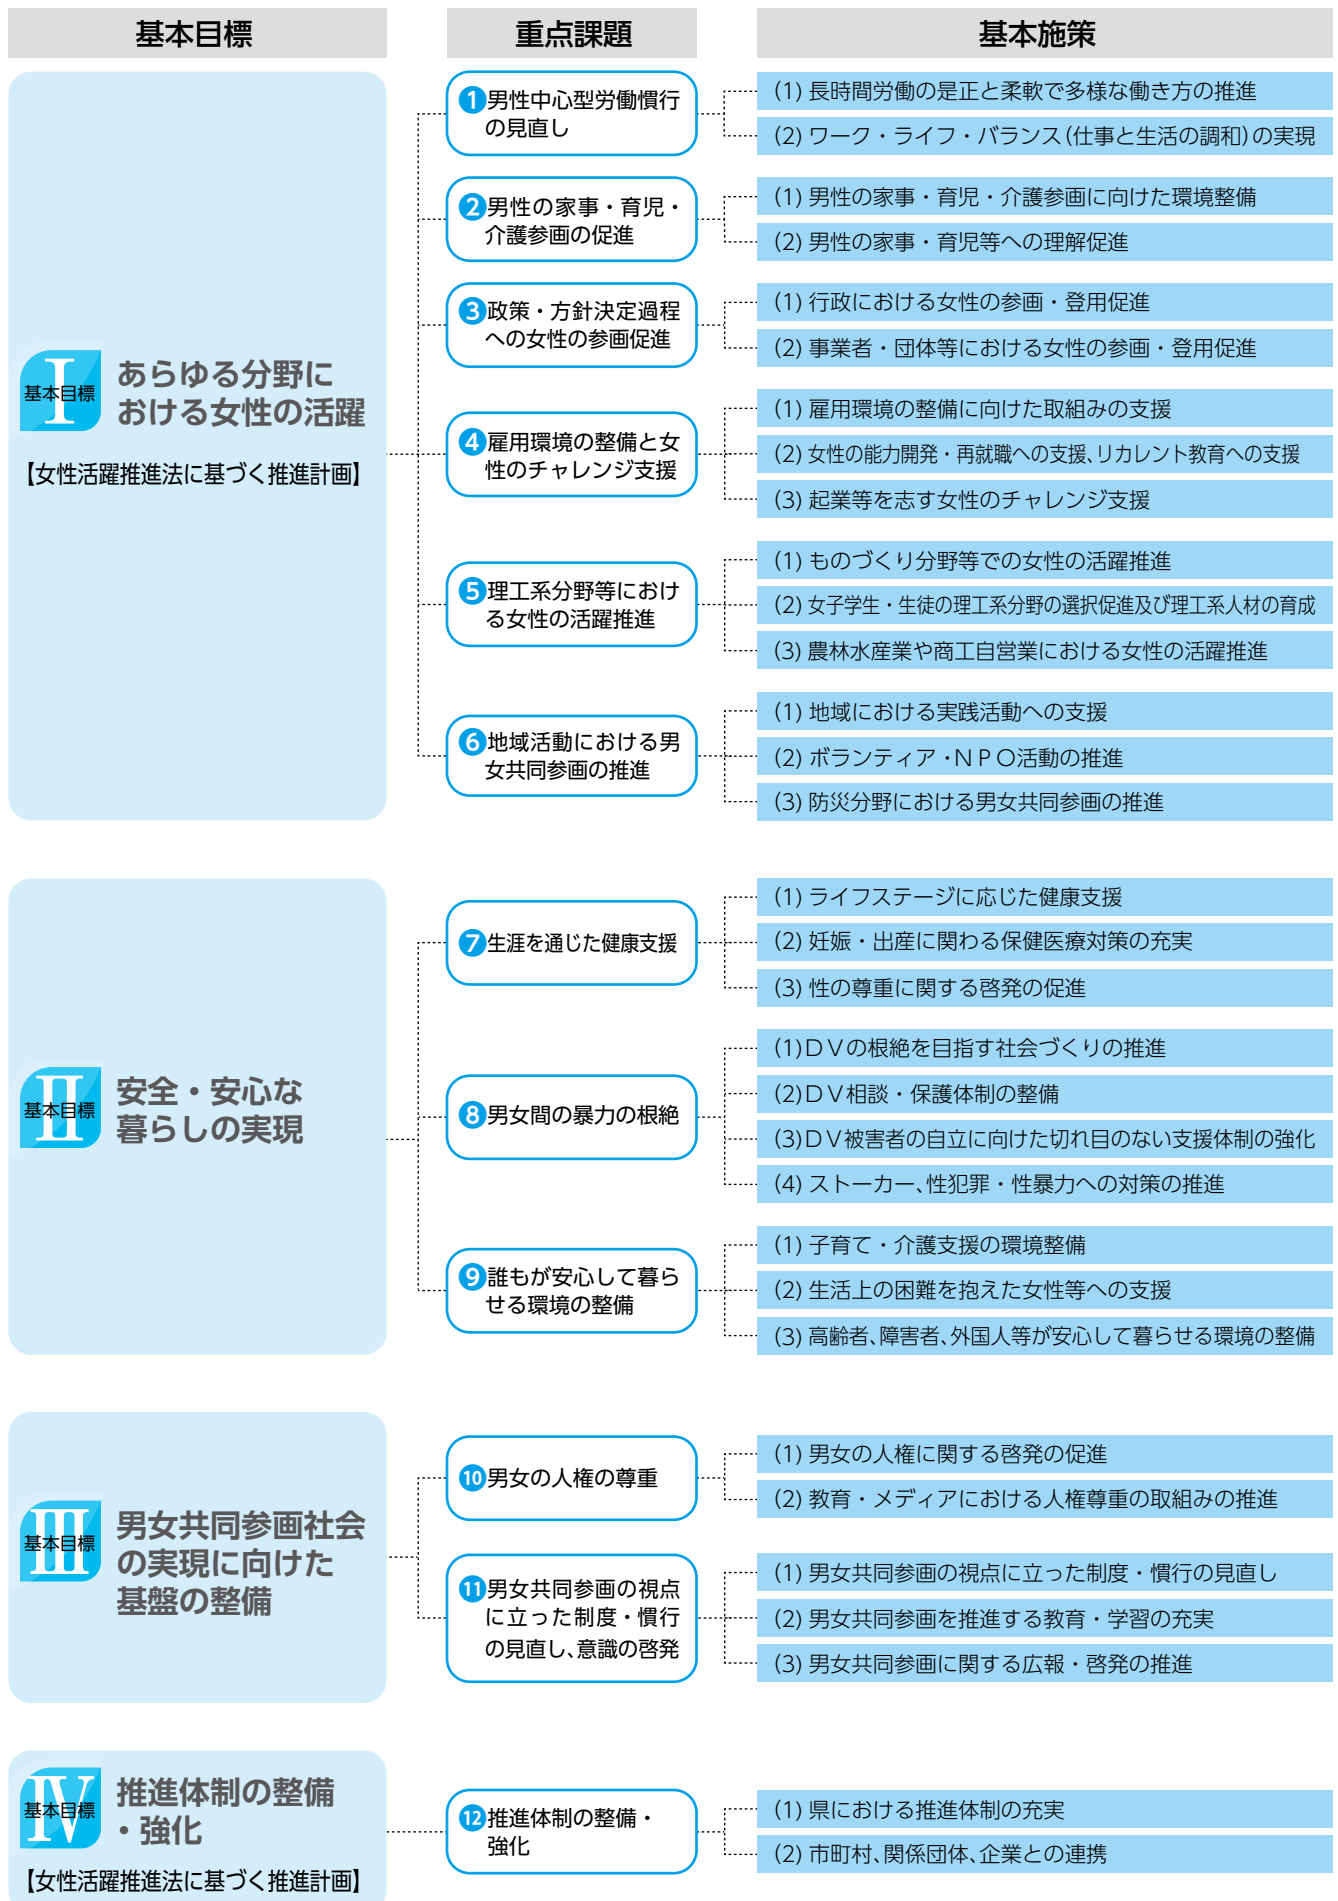 基本目標
重点課題
基本施策
基本目標
Ⅰ
あらゆる分野に
おける女性の活躍
【女性活躍推進法に基づく推進計画】
❶男性中心型労働慣行
の見直し
(1) 長時間労働の是正と柔軟で多様な働き方の推進
(2) ワーク・ライフ・バランス(仕事と生活の調和)の実現
❷男性の家事・育児・
介護参画の促進
(1) 男性の家事・育児・介護参画に向けた環境整備
(2) 男性の家事・育児等への理解促進
❸政策・方針決定過程
への女性の参画促進
(1) 行政における女性の参画・登用促進
(2) 事業者・団体等における女性の参画・登用促進
❹雇用環境の整備と女
性のチャレンジ支援
(1) 雇用環境の整備に向けた取組みの支援
(2) 女性の能力開発・再就職への支援、リカレント教育への支援
(3) 起業等を志す女性のチャレンジ支援
❺理工系分野等におけ
る女性の活躍推進
(1) ものづくり分野等での女性の活躍推進
(2) 女子学生・生徒の理工系分野の選択促進及び理工系人材の育成
(3) 農林水産業や商工自営業における女性の活躍推進
❻地域活動における男
女共同参画の推進
(1) 地域における実践活動への支援
(2) ボランティア・ＮＰＯ活動の推進
(3) 防災分野における男女共同参画の推進
基本目標
Ⅱ
安全・安心な
暮らしの実現
❼生涯を通じた健康支援
(1) ライフステージに応じた健康支援
(2) 妊娠・出産に関わる保健医療対策の充実
(3) 性の尊重に関する啓発の促進
❽男女間の暴力の根絶
(1)ＤＶの根絶を目指す社会づくりの推進
(2)ＤＶ相談・保護体制の整備
(3)ＤＶ被害者の自立に向けた切れ目のない支援体制の強化
(4) ストーカー、性犯罪・性暴力への対策の推進
❾誰もが安心して暮ら
せる環境の整備
(1) 子育て・介護支援の環境整備
(2) 生活上の困難を抱えた女性等への支援
(3) 高齢者、障害者、外国人等が安心して暮らせる環境の整備
基本目標
Ⅲ
男女共同参画社会
の実現に向けた
基盤の整備
❿男女の人権の尊重
(1) 男女の人権に関する啓発の促進
(2) 教育・メディアにおける人権尊重の取組みの推進
⓫男女共同参画の視点
に立った制度・慣行
の見直し、意識の啓発
(1) 男女共同参画の視点に立った制度・慣行の見直し
(2) 男女共同参画を推進する教育・学習の充実
(3) 男女共同参画に関する広報・啓発の推進
基本目標
Ⅳ
推進体制の整備
・強化
【女性活躍推進法に基づく推進計画】
⓬推進体制の整備・
強化
(1) 県における推進体制の充実
(2) 市町村、関係団体、企業との連携